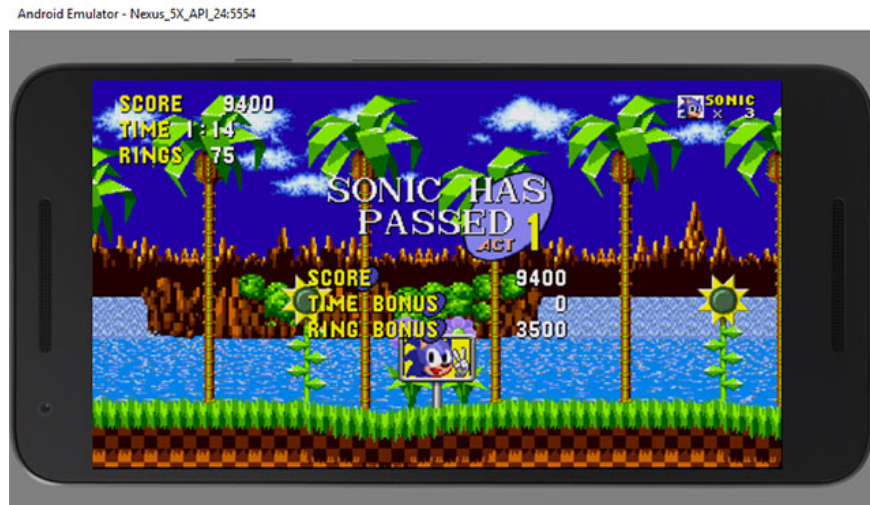 Android Emulator - Nexus_5X_API_24:5554
SCORE 9400
TIME 1:14
RINGS 75
SONIC
× 3
SONIC HAS
PASSED
ACT 1
SCORE 9400
TIME BONUS 0
RING BONUS 3500